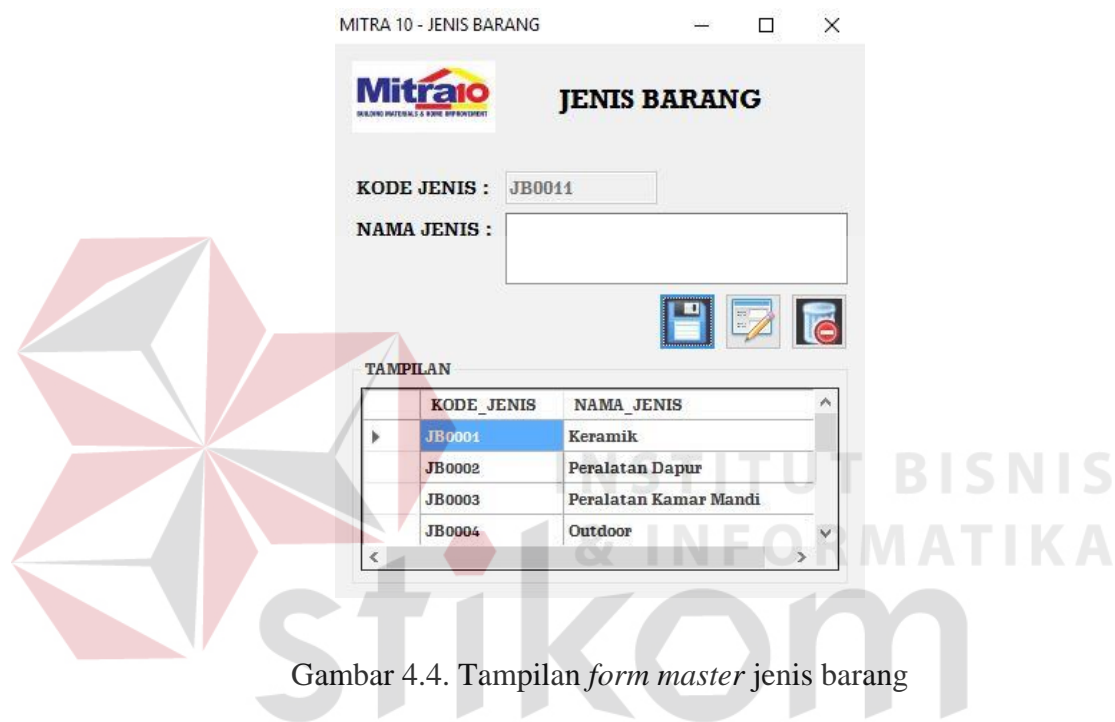 MITRA 10 - JENIS BARANG
Mitra10
BUILDING MATERIALS & HOME IMPROVEMENT
JENIS BARANG
KODE JENIS : JB0011
NAMA JENIS :
TAMPILAN
KODE_JENIS NAMA_JENIS
JB0001 Keramik
JB0002 Peralatan Dapur
JB0003 Peralatan Kamar Mandi
JB0004 Outdoor
INSTITUT BISNIS
& INFORMATIKA
stikom
Gambar 4.4. Tampilan form master jenis barang